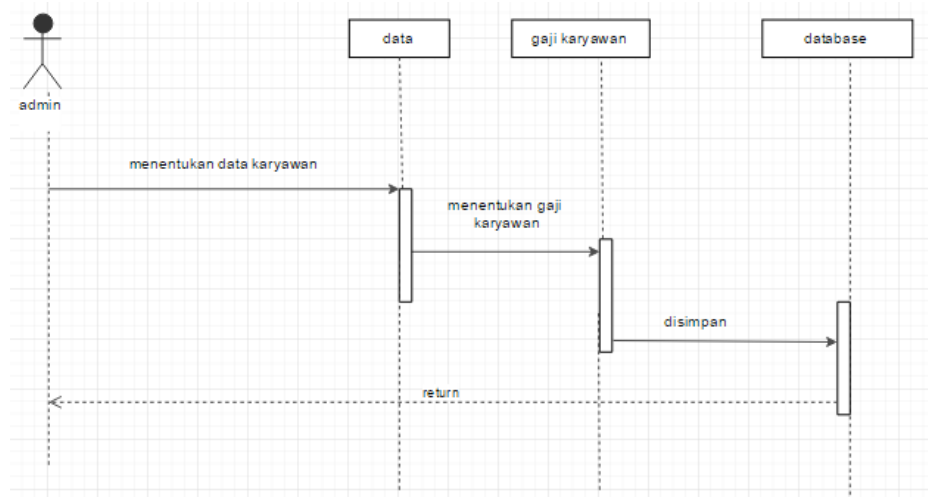 data
gaji karyawan
database
admin
menentukan data karyawan
menentukan gaji
karyawan
disimpan
return